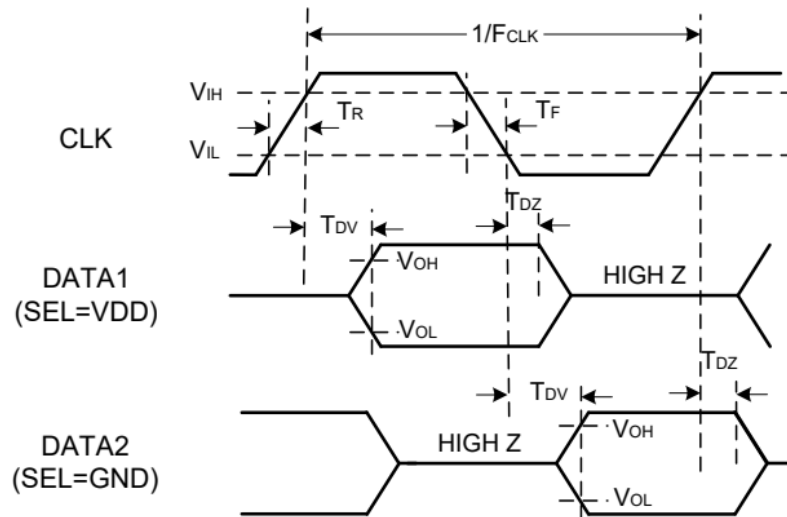 1/FCLK
VIH
TR
TF
CLK
VIL
TDV
TDZ
DATA1
(SEL=VDD)
VOH
HIGH Z
VOL
TDZ
TDV
DATA2
(SEL=GND)
HIGH Z
VOH
VOL